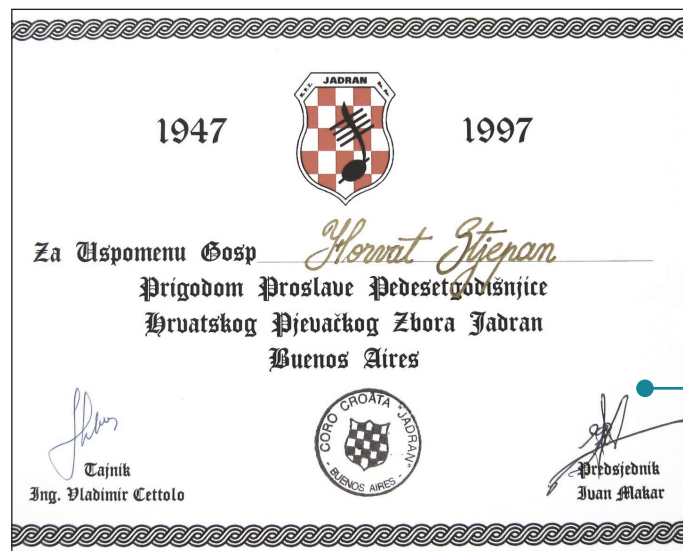 JADRAN
1947
1997
Za Uspomenu Gosp Horvat Stjepan
Prigodom Proslave Pedesetgodišnjice
Hrvatskog Pjevačkog Zbora Jadran
Buenos Aires
CORO CROATA "JADRAN"
- BUENOS AIRES -
Tajnik
Ing. Vladimir Cettolo
Predsjednik
Ivan Makar